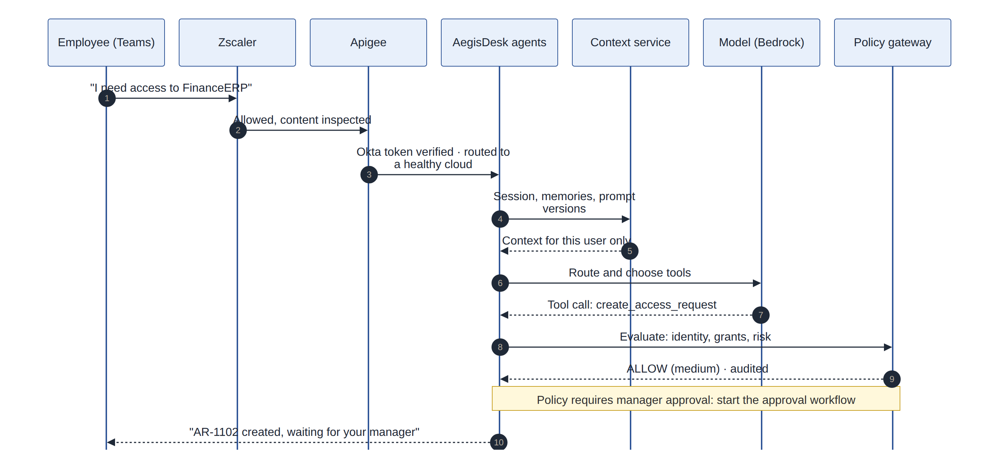 Employee (Teams)
Zscaler
Apigee
AegisDesk agents
Context service
Model (Bedrock)
Policy gateway
"I need access to FinanceERP"
1
Allowed, content inspected
2
Okta token verified · routed to
a healthy cloud
3
Session, memories, prompt
versions
4
Context for this user only
5
Route and choose tools
6
Tool call: create_access_request
7
Evaluate: identity, grants, risk
8
ALLOW (medium) · audited
9
Policy requires manager approval: start the approval workflow
"AR-1102 created, waiting for your manager"
10